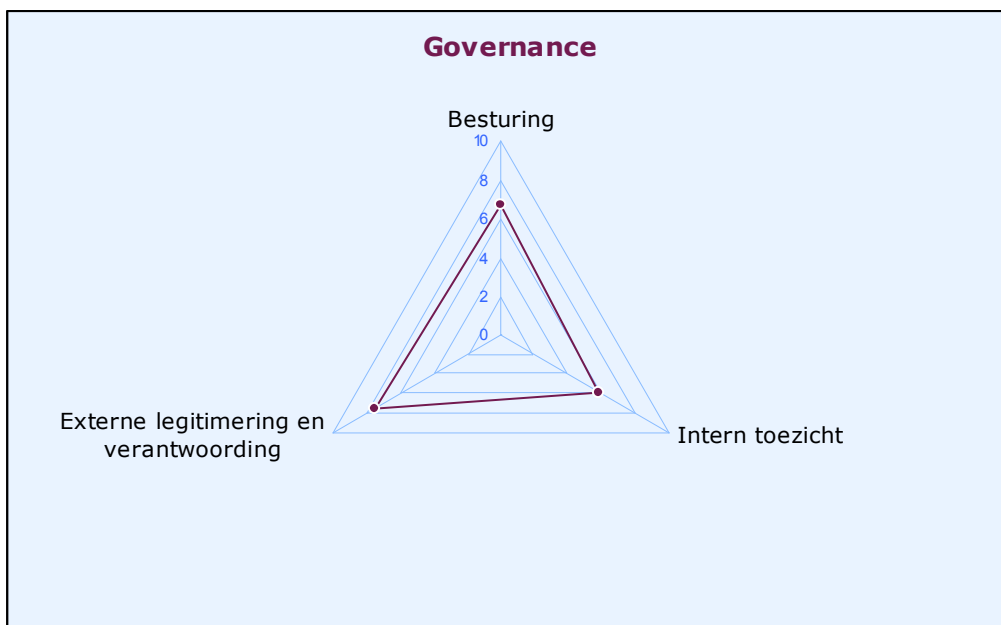 Governance
Besturing
10
8
6
4
2
0
Externe legitimering en
verantwoording
Intern toezicht